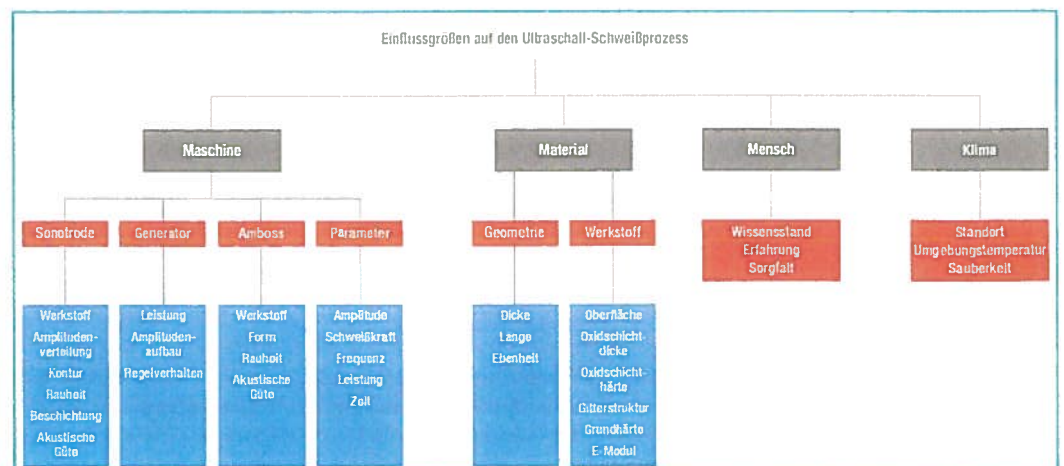 Einflussgrößen auf den Ultraschall-Schweißprozess
Maschine
Material
Mensch
Klima
Sonotrode
Generator
Amboss
Parameter
Geometrie
Werkstoff
Wissensstand
Erfahrung
Sorgfalt
Standort
Umgebungstemperatur
Sauberkeit
Werkstoff
Amplituden-
verteilung
Kontur
Rauheit
Beschichtung
Akustische
Güte
Leistung
Amplituden-
aufbau
Regelverhalten
Werkstoff
Form
Rauheit
Akustische
Güte
Amplitude
Schweißkraft
Frequenz
Leistung
Zeit
Dicke
Länge
Ebenheit
Oberfläche
Oxidschicht-
dicke
Oxidschicht-
härte
Gitterstruktur
Grundhärte
E-Modul